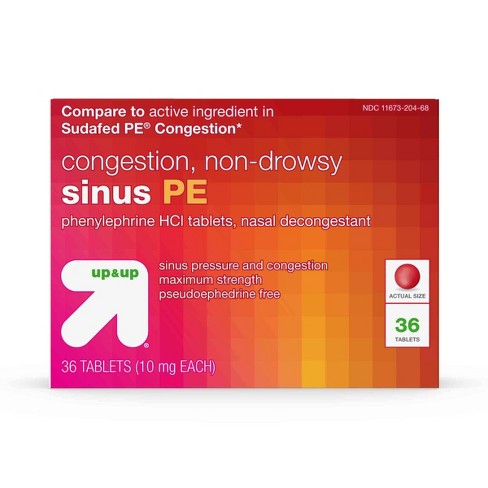 Compare to active ingredient in
Sudafed PE® Congestion*
NDC 11673-204-68
congestion, non-drowsy
sinus PE
phenylephrine HCl tablets, nasal decongestant
up&up
®
sinus pressure and congestion
maximum strength
pseudoephedrine free
ACTUAL SIZE
36
TABLETS
36 TABLETS (10 mg EACH)